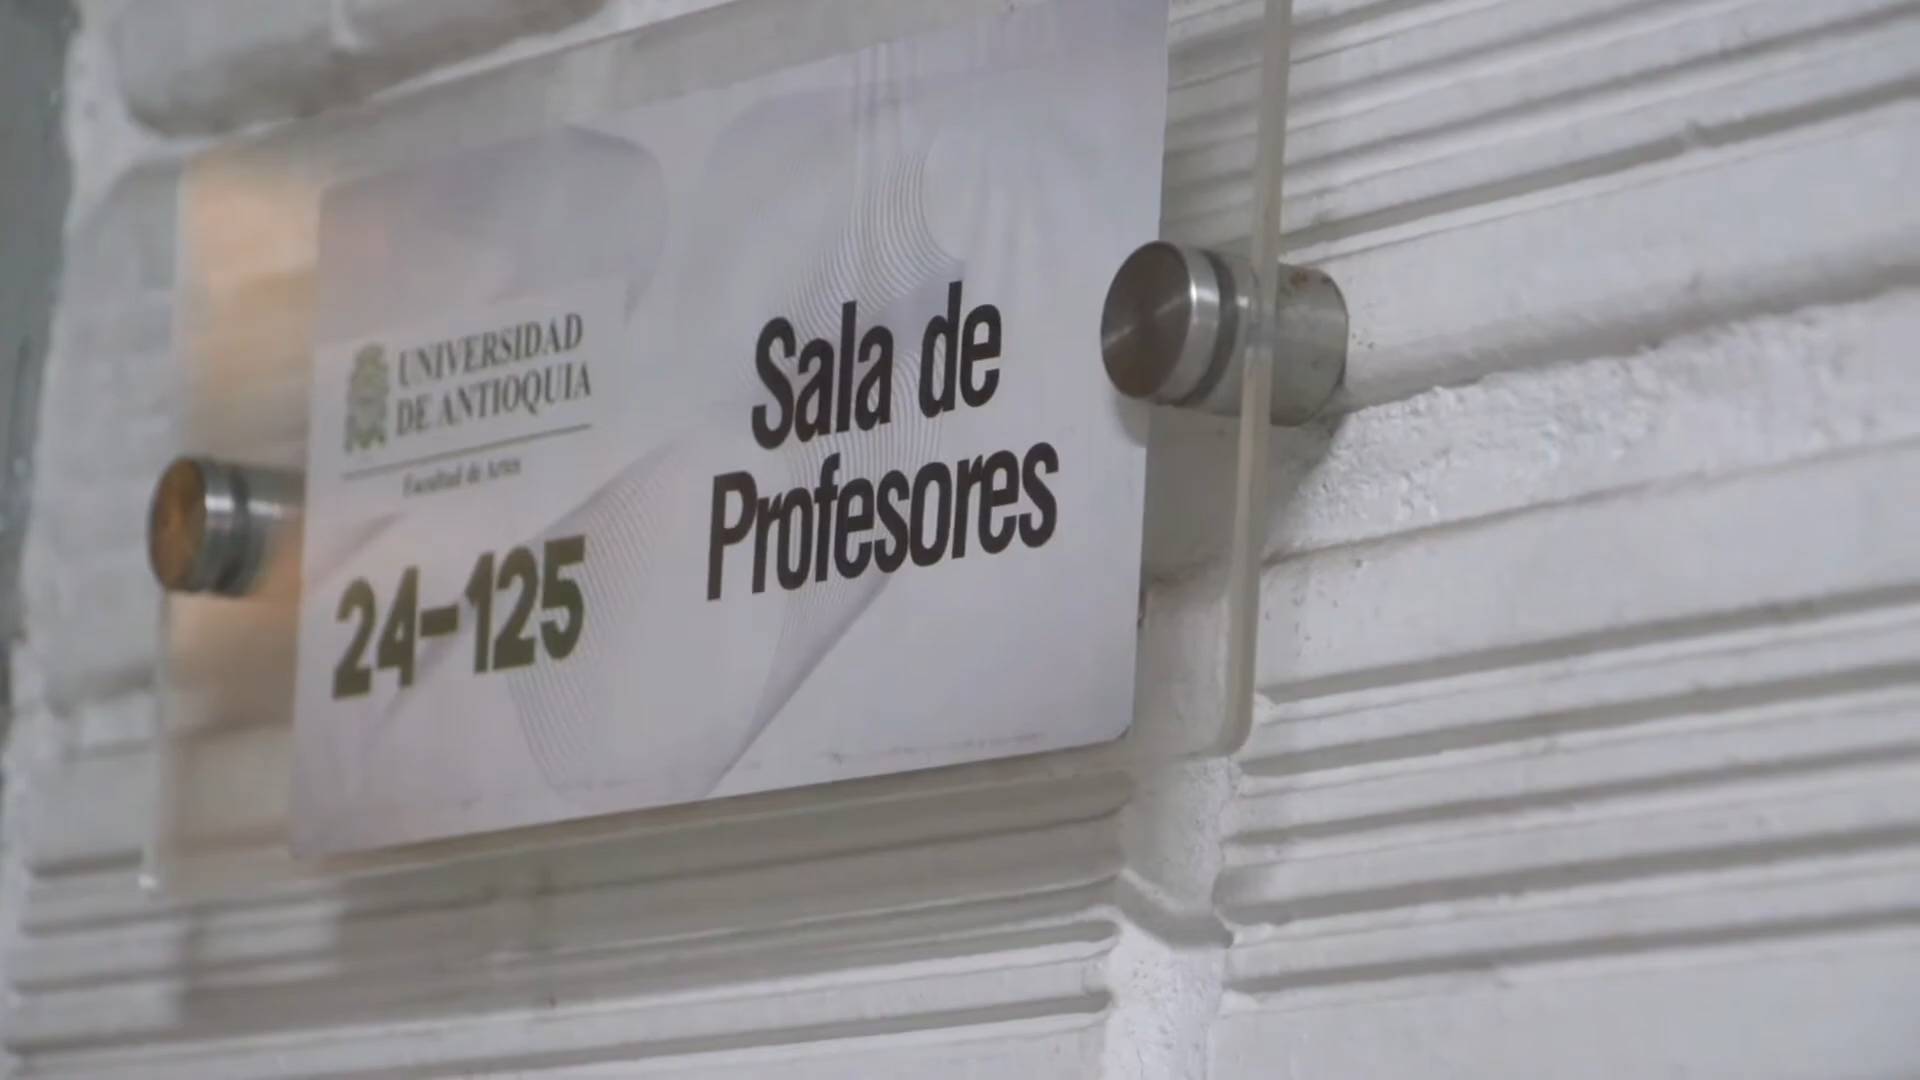 UNIVERSIDAD
DE ANTIOQUIA
Facultad de Artes
24-125
Sala de
Profesores